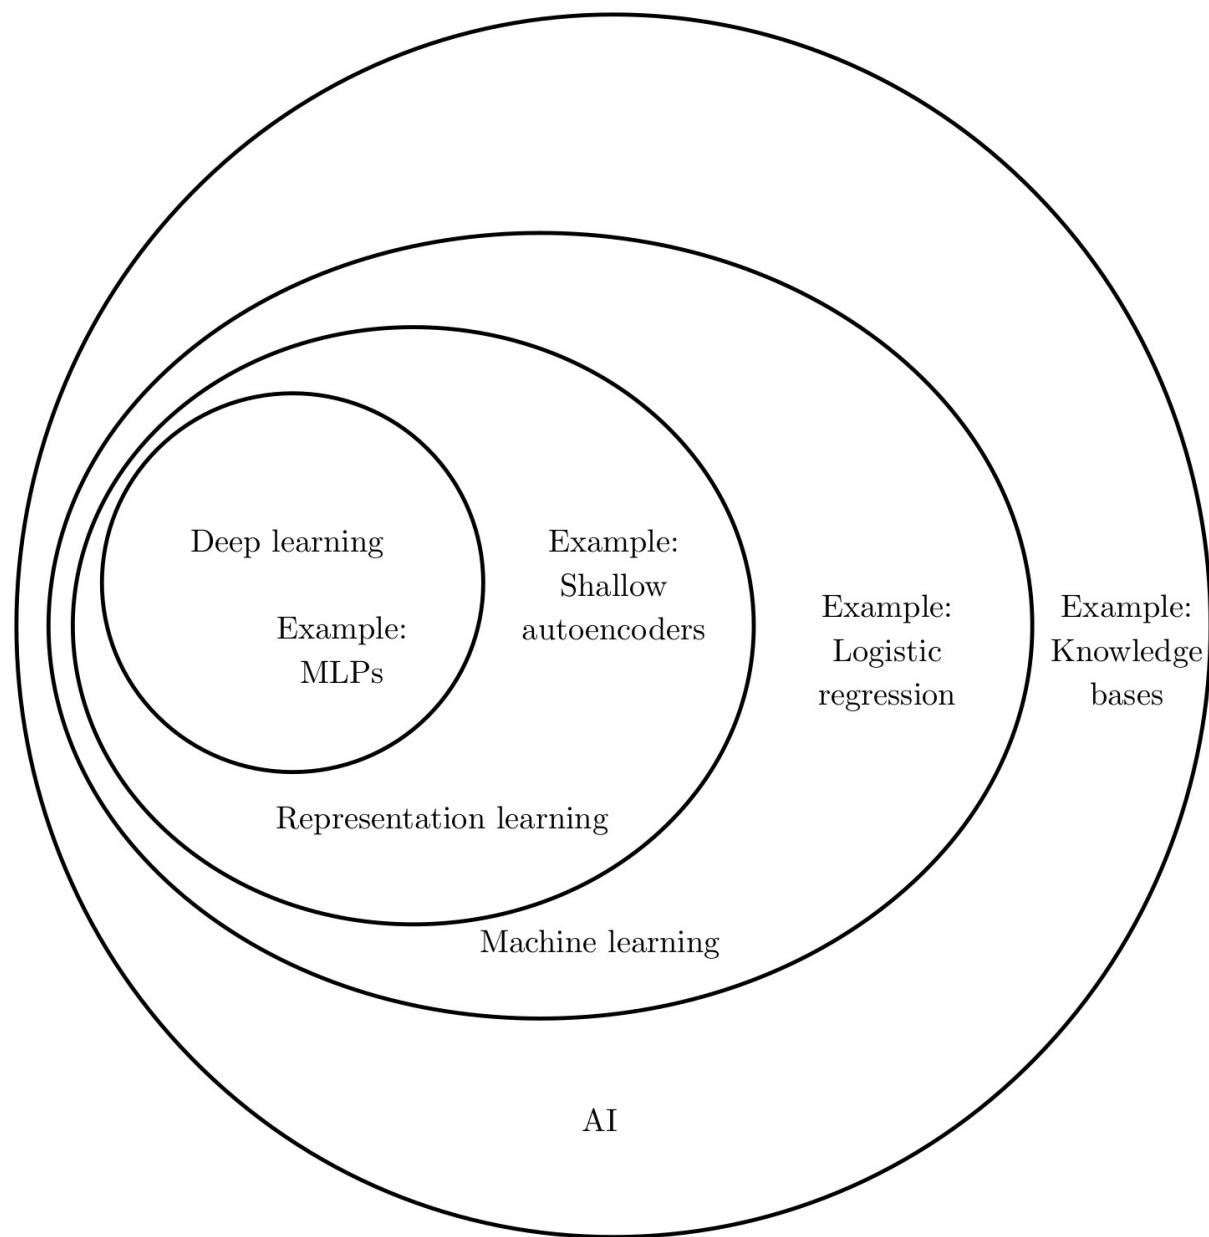 Deep learning
Example:
MLPs
Example:
Shallow
autoencoders
Example:
Logistic
regression
Example:
Knowledge
bases
Representation learning
Machine learning
AI